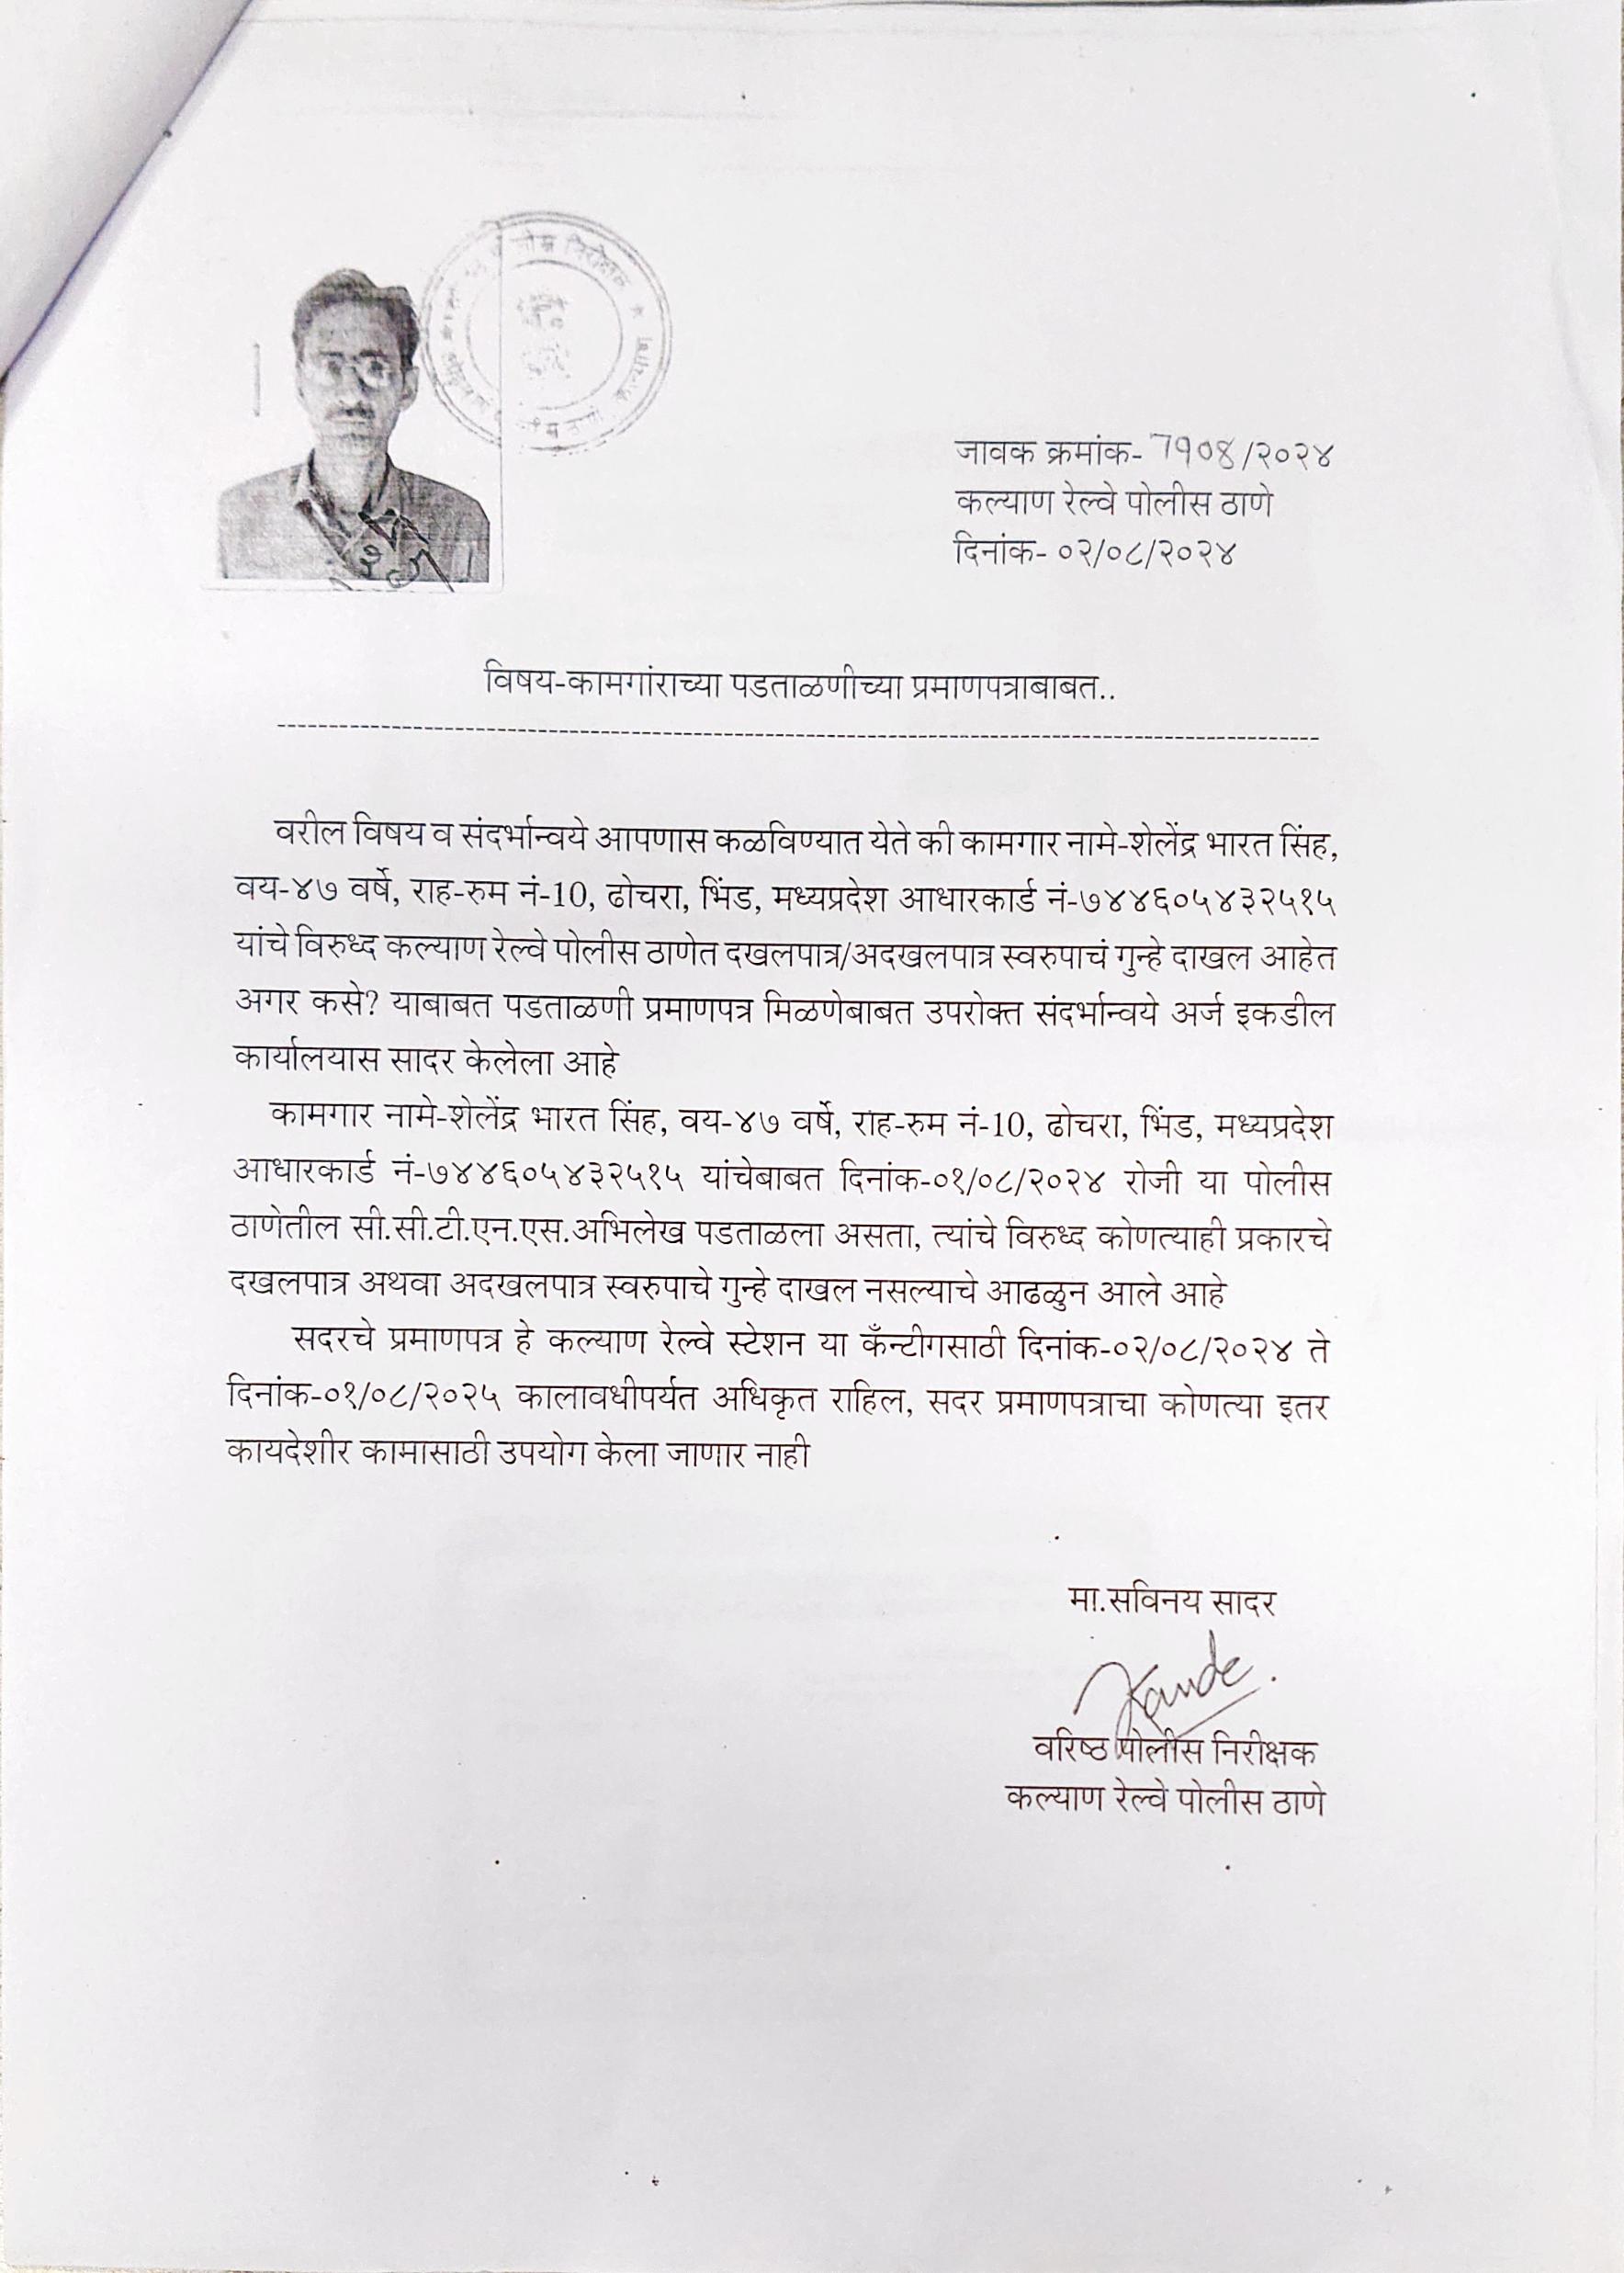 जावक क्रमांक- 7908/२०२४
कल्याण रेल्वे पोलीस ठाणे
दिनांक- ०२/०८/२०२४
विषय-कामगांराच्या पडताळणीच्या प्रमाणपत्राबाबत..
वरील विषय व संदर्भान्वये आपणास कळविण्यात येते की कामगार नामे-शेलेंद्र भारत सिंह,
वय-४७ वर्षे, राह-रुम नं-10, ढोचरा, भिंड, मध्यप्रदेश आधारकार्ड नं-७४४६०५४३२५१५
यांचे विरुध्द कल्याण रेल्वे पोलीस ठाणेत दखलपात्र/अदखलपात्र स्वरुपाचं गुन्हे दाखल आहेत
अगर कसे? याबाबत पडताळणी प्रमाणपत्र मिळणेबाबत उपरोक्त संदर्भान्वये अर्ज इकडील
कार्यालयास सादर केलेला आहे
कामगार नामे-शेलेंद्र भारत सिंह, वय-४७ वर्षे, राह-रुम नं-10, ढोचरा, भिंड, मध्यप्रदेश
आधारकार्ड नं-७४४६०५४३२५१५ यांचेबाबत दिनांक-०१/०८/२०२४ रोजी या पोलीस
ठाणेतील सी.सी.टी.एन.एस.अभिलेख पडताळला असता, त्यांचे विरुध्द कोणत्याही प्रकारचे
दखलपात्र अथवा अदखलपात्र स्वरुपाचे गुन्हे दाखल नसल्याचे आढळुन आले आहे
सदरचे प्रमाणपत्र हे कल्याण रेल्वे स्टेशन या कँन्टीगसाठी दिनांक-०२/०८/२०२४ ते
दिनांक-०१/०८/२०२५ कालावधीपर्यत अधिकृत राहिल, सदर प्रमाणपत्राचा कोणत्या इतर
कायदेशीर कामासाठी उपयोग केला जाणार नाही
मा.सविनय सादर
वरिष्ठ पोलीस निरीक्षक
कल्याण रेल्वे पोलीस ठाणे